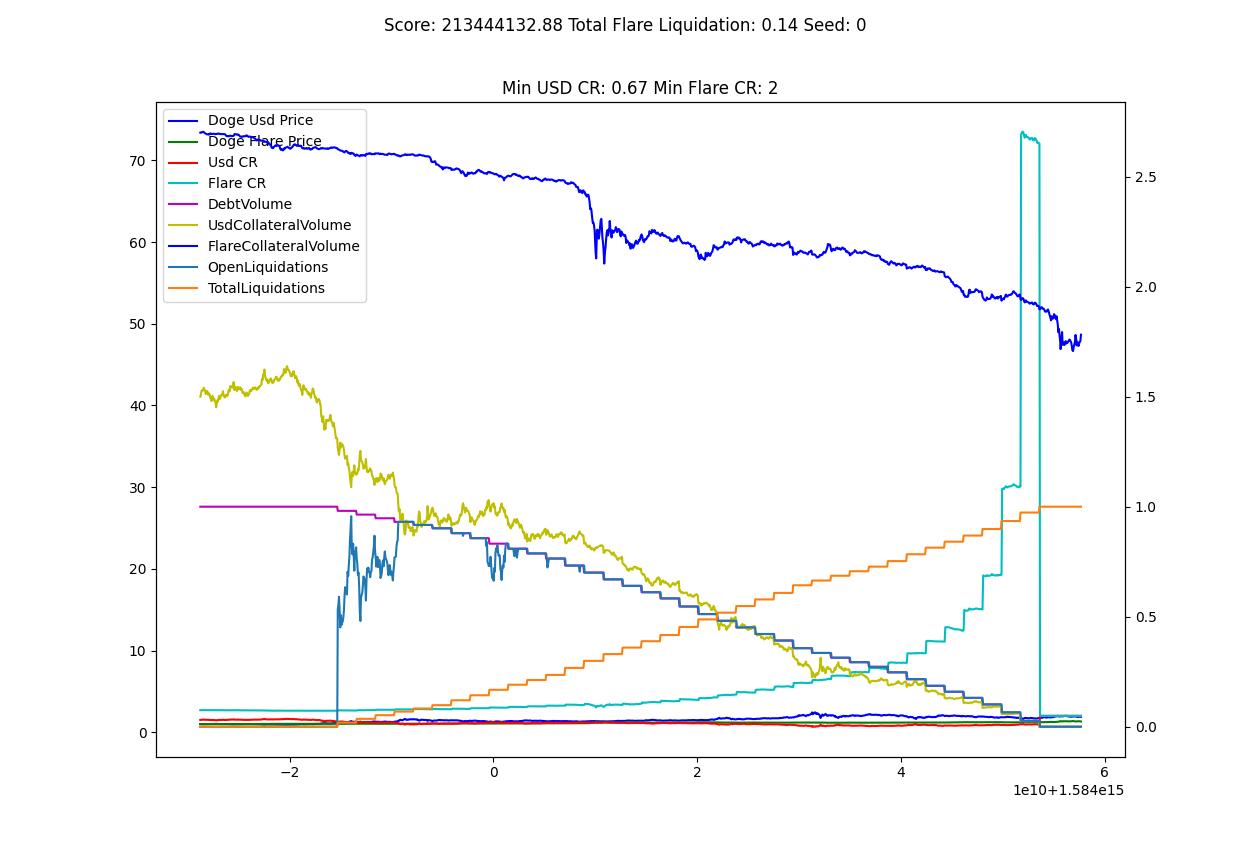 Score: 213444132.88 Total Flare Liquidation: 0.14 Seed: 0
Min USD CR: 0.67 Min Flare CR: 2
Doge Usd Price
Doge Flare Price
Usd CR
Flare CR
DebtVolume
UsdCollateralVolume
FlareCollateralVolume
OpenLiquidations
TotalLiquidations
70
60
50
40
30
20
10
0
2.5
2.0
1.5
1.0
0.5
0.0
−2 0 2 4 6
1e10+1.584e15